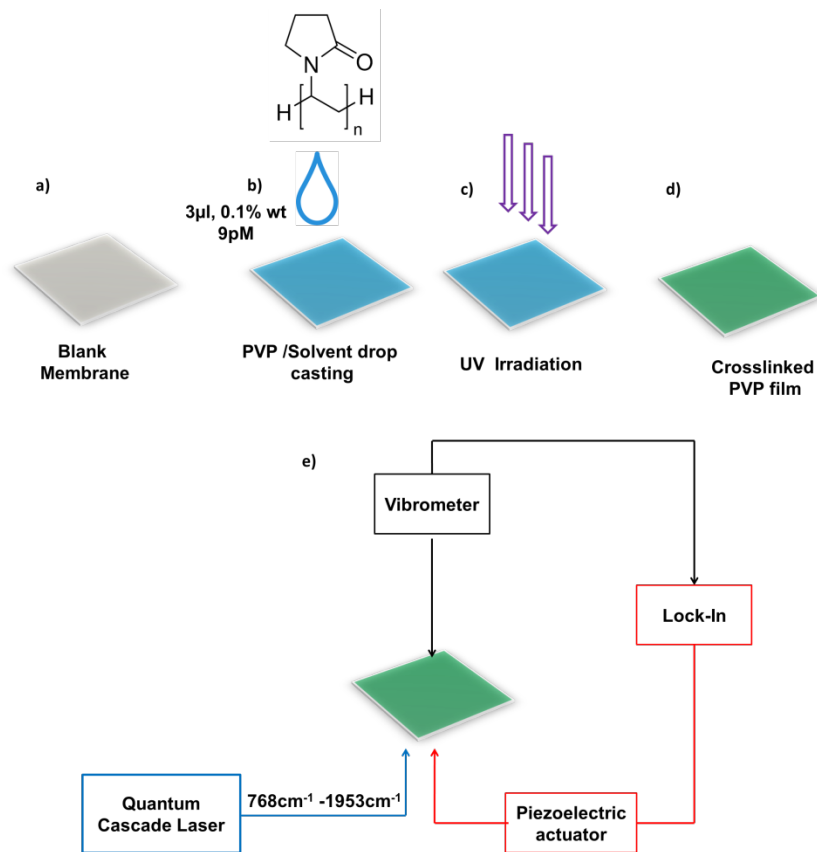 N
O
H
H
n
a)
b)
c)
d)
3µl, 0.1% wt
9pM
Blank
Membrane
PVP /Solvent drop
casting
UV Irradiation
Crosslinked
PVP film
e)
Vibrometer
Lock-In
Quantum
Cascade Laser
768cm⁻¹ -1953cm⁻¹
Piezoelectric
actuator